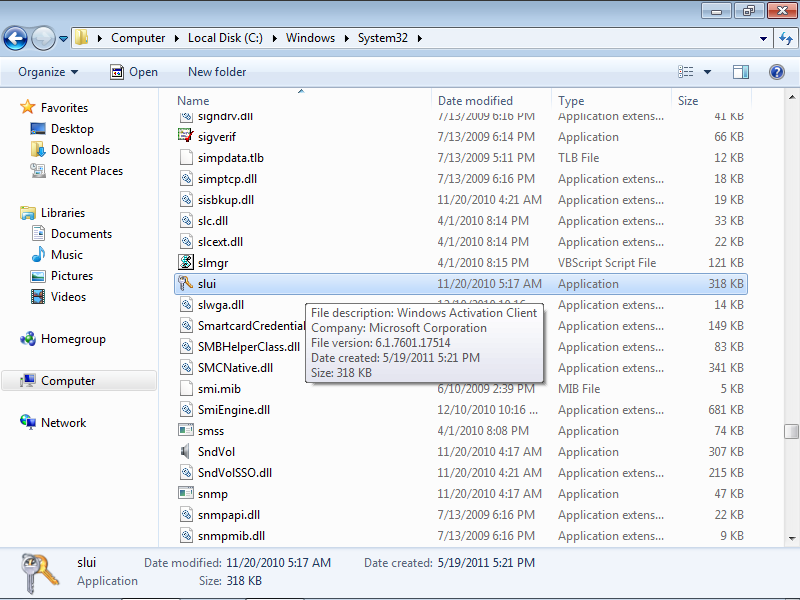 Computer Local Disk (C:) Windows System32
Organize Open New folder
Name Date modified Type Size
Favorites
Desktop
Downloads
Recent Places
Libraries
Documents
Music
Pictures
Videos
Homegroup
Computer
Network
signdrv.dll 7/13/2009 6:16 PM Application extens... 41 KB
sigverif 7/13/2009 6:14 PM Application 66 KB
simpdata.tlb 7/13/2009 5:11 PM TLB File 12 KB
simptcp.dll 7/13/2009 6:16 PM Application extens... 18 KB
sisbkup.dll 11/20/2010 4:21 AM Application extens... 19 KB
slc.dll 4/1/2010 8:14 PM Application extens... 33 KB
slcext.dll 4/1/2010 8:14 PM Application extens... 22 KB
slmgr 4/1/2010 8:15 PM VBScript Script File 121 KB
slui 11/20/2010 5:17 AM Application 318 KB
slwga.dll 12/10/2010 10:16 ... Application extens... 14 KB
SmartcardCredential Application extens... 149 KB
SMBHelperClass.dll Application extens... 83 KB
SMCNative.dll Application extens... 341 KB
File description: Windows Activation Client
Company: Microsoft Corporation
File version: 6.1.7601.17514
Date created: 5/19/2011 5:21 PM
Size: 318 KB
smi.mib 6/10/2009 2:39 PM MIB File 5 KB
SmiEngine.dll 12/10/2010 10:16 ... Application extens... 681 KB
smss 4/1/2010 8:08 PM Application 74 KB
SndVol 11/20/2010 4:17 AM Application 307 KB
SndVolSSO.dll 11/20/2010 4:21 AM Application extens... 215 KB
snmp 11/20/2010 4:17 AM Application 47 KB
snmpapi.dll 7/13/2009 6:16 PM Application extens... 22 KB
snmpmib.dll 7/13/2009 6:16 PM Application extens... 9 KB
slui Date modified: 11/20/2010 5:17 AM Date created: 5/19/2011 5:21 PM
Application Size: 318 KB